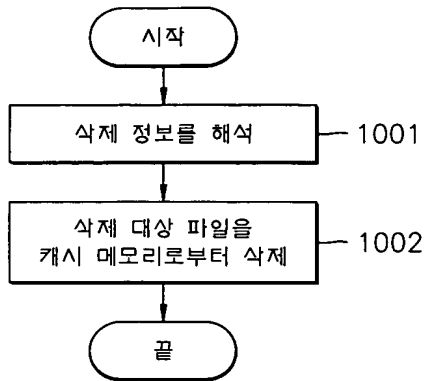 시작
삭제 정보를 해석
1001
삭제 대상 파일을
캐시 메모리로부터 삭제
1002
끝